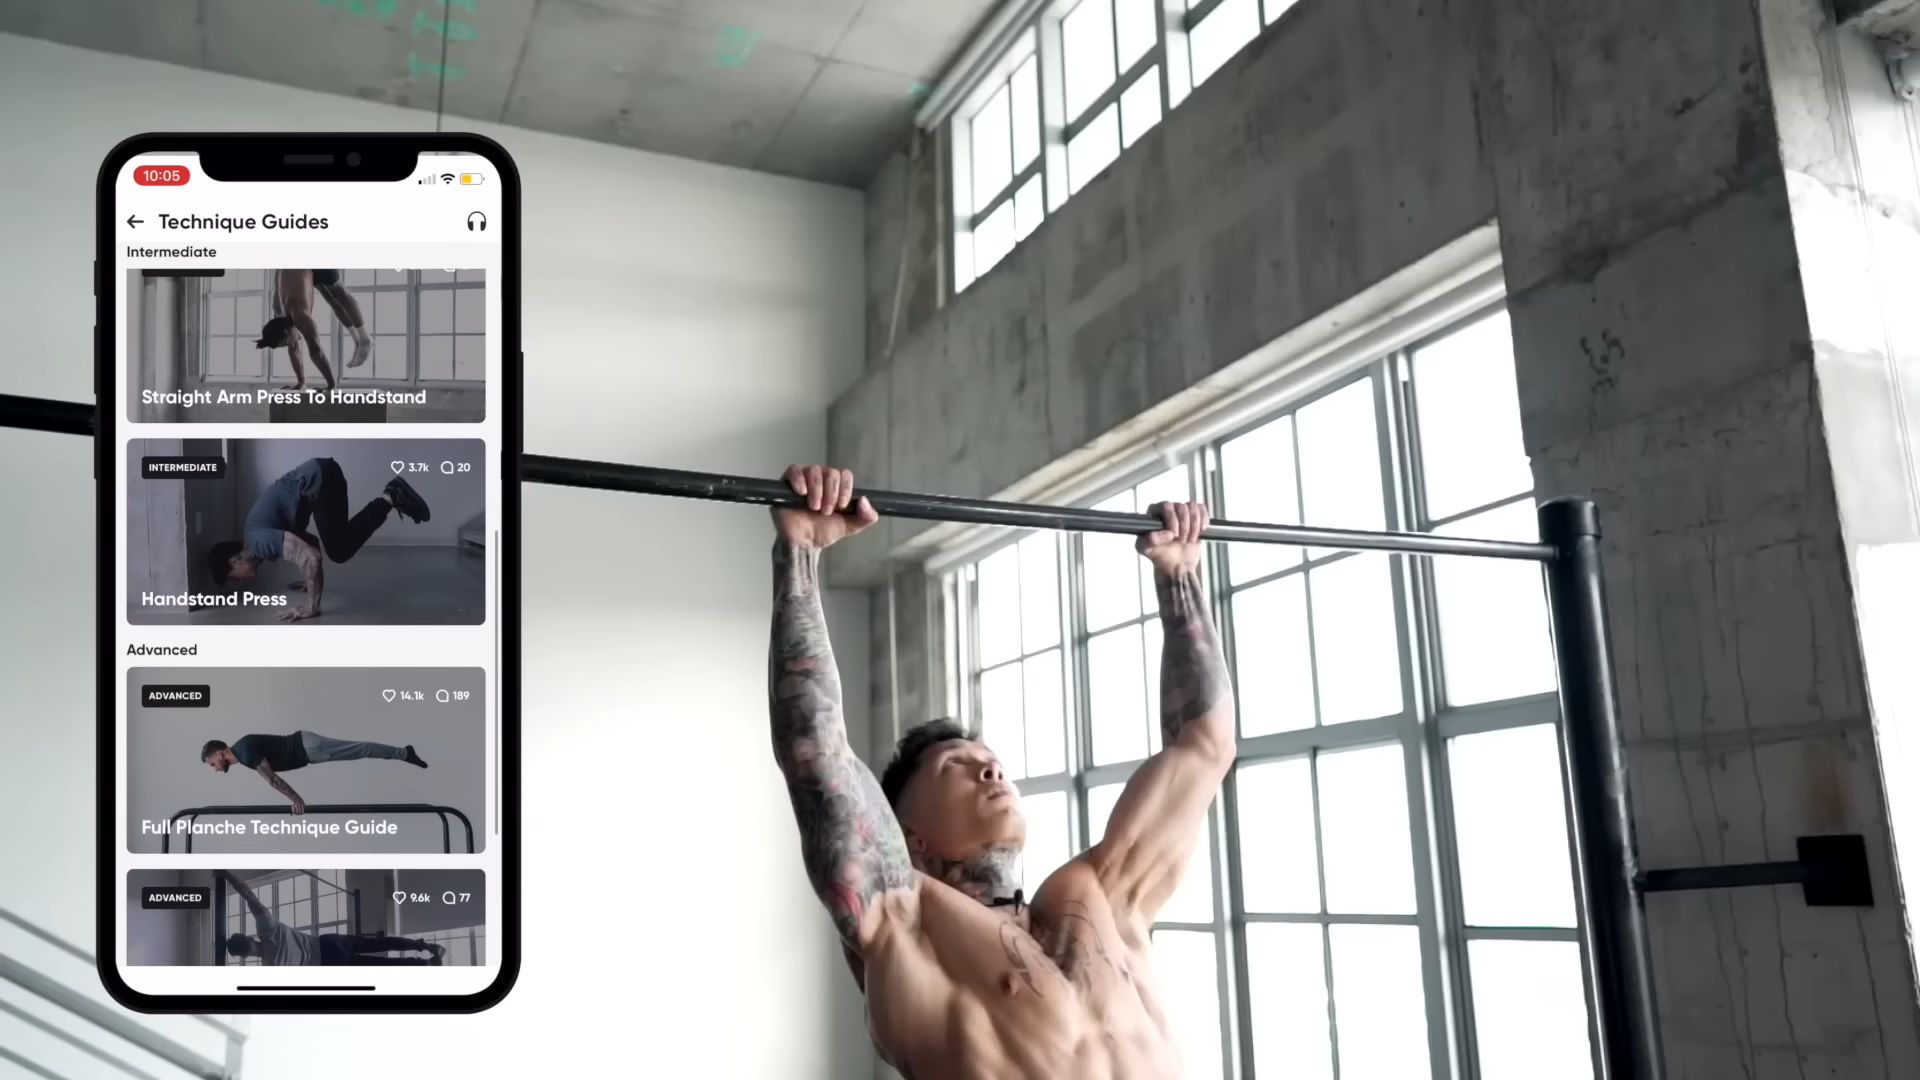 10:05
Technique Guides
Intermediate
Straight Arm Press To Handstand
INTERMEDIATE
3.7k
20
Handstand Press
Advanced
ADVANCED
14.1k
189
Full Planche Technique Guide
ADVANCED
9.6k
77